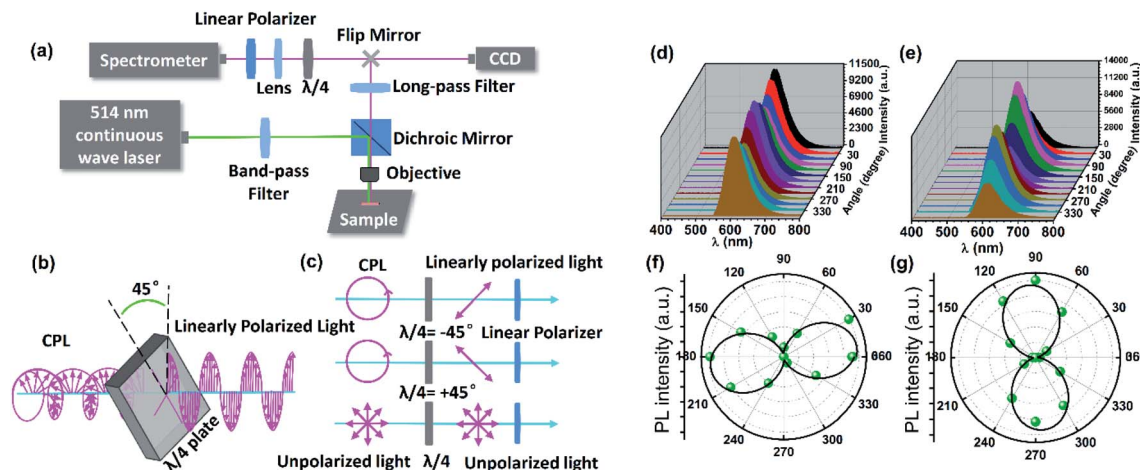 (a)
Linear Polarizer
Flip Mirror
Spectrometer
CCD
Lens
λ/4
Long-pass Filter
514 nm
continuous
wave laser
Dichroic Mirror
Band-pass
Filter
Objective
Sample
(b)
45°
CPL
Linearly Polarized Light
λ/4 plate
(c)
CPL
Linearly polarized light
λ/4= -45°
Linear Polarizer
λ/4= +45°
Unpolarized light
λ/4
Unpolarized light
(d)
11500
9200
6900
4600
2300
0
Intensity (a.u.)
30
90
150
210
270
330
Angle (degree)
400 500 600 700 800
λ (nm)
(e)
14000
11200
8400
5600
2800
0
Intensity (a.u.)
30
90
150
210
270
330
Angle (degree)
400 500 600 700 800
λ (nm)
(f)
PL intensity (a.u.)
90
120 60
150 30
180
210 330
240 300
270
(g)
PL intensity (a.u.)
90
120 60
150 30
180
210 330
240 300
270